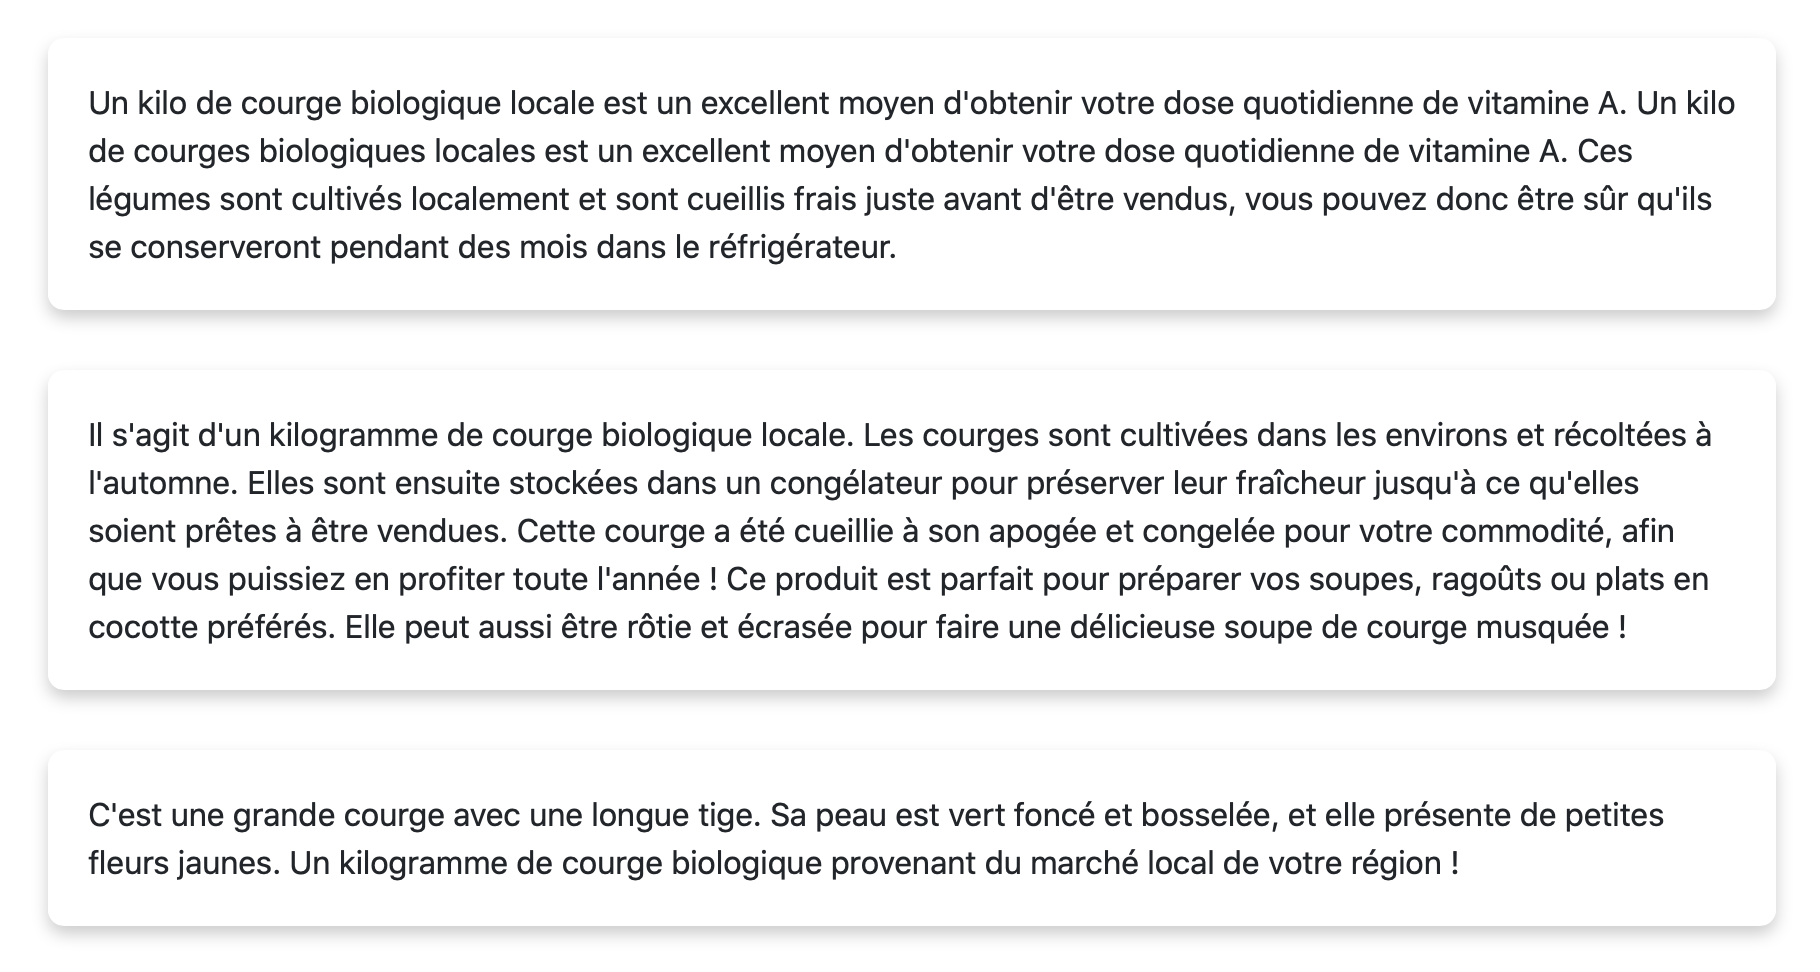 Un kilo de courge biologique locale est un excellent moyen d'obtenir votre dose quotidienne de vitamine A. Un kilo
de courges biologiques locales est un excellent moyen d'obtenir votre dose quotidienne de vitamine A. Ces
légumes sont cultivés localement et sont cueillis frais juste avant d'être vendus, vous pouvez donc être sûr qu'ils
se conserveront pendant des mois dans le réfrigérateur.
Il s'agit d'un kilogramme de courge biologique locale. Les courges sont cultivées dans les environs et récoltées à
l'automne. Elles sont ensuite stockées dans un congélateur pour préserver leur fraîcheur jusqu'à ce qu'elles
soient prêtes à être vendues. Cette courge a été cueillie à son apogée et congelée pour votre commodité, afin
que vous puissiez en profiter toute l'année ! Ce produit est parfait pour préparer vos soupes, ragoûts ou plats en
cocotte préférés. Elle peut aussi être rôtie et écrasée pour faire une délicieuse soupe de courge musquée !
C'est une grande courge avec une longue tige. Sa peau est vert foncé et bosselée, et elle présente de petites
fleurs jaunes. Un kilogramme de courge biologique provenant du marché local de votre région !